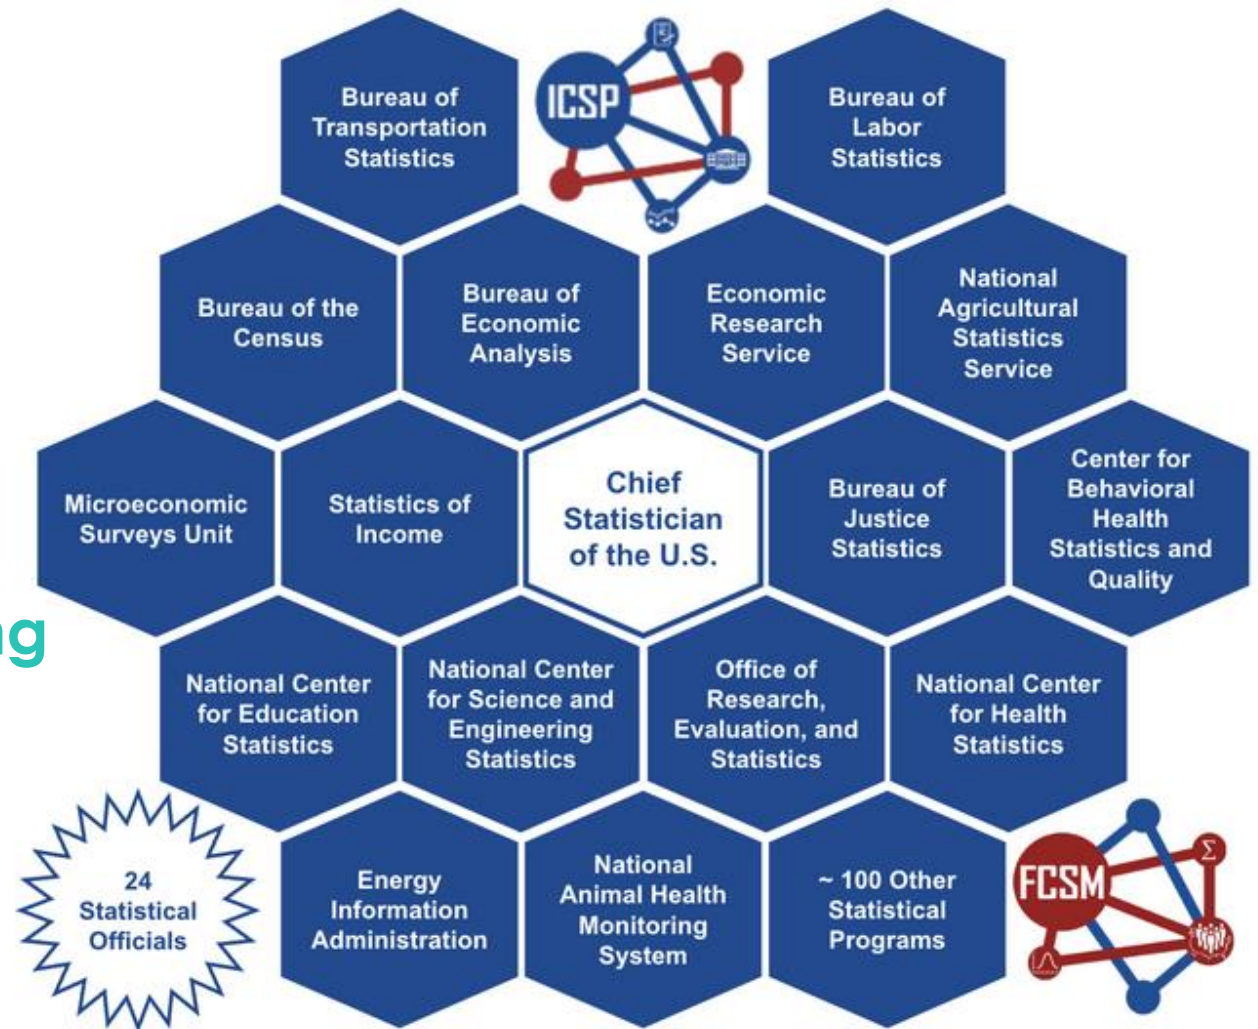 Bureau of
Transportation
Statistics
ICSP
Bureau of
Labor
Statistics
Bureau of the
Census
Bureau of
Economic
Analysis
Economic
Research
Service
National
Agricultural
Statistics
Service
Microeconomic
Surveys Unit
Statistics of
Income
Chief
Statistician
of the U.S.
Bureau of
Justice
Statistics
Center for
Behavioral
Health
Statistics and
Quality
ng
National Center
for Education
Statistics
National Center
for Science and
Engineering
Statistics
Office of
Research,
Evaluation, and
Statistics
National Center
for Health
Statistics
24
Statistical
Officials
Energy
Information
Administration
National
Animal Health
Monitoring
System
~ 100 Other
Statistical
Programs
FCSM
Σ